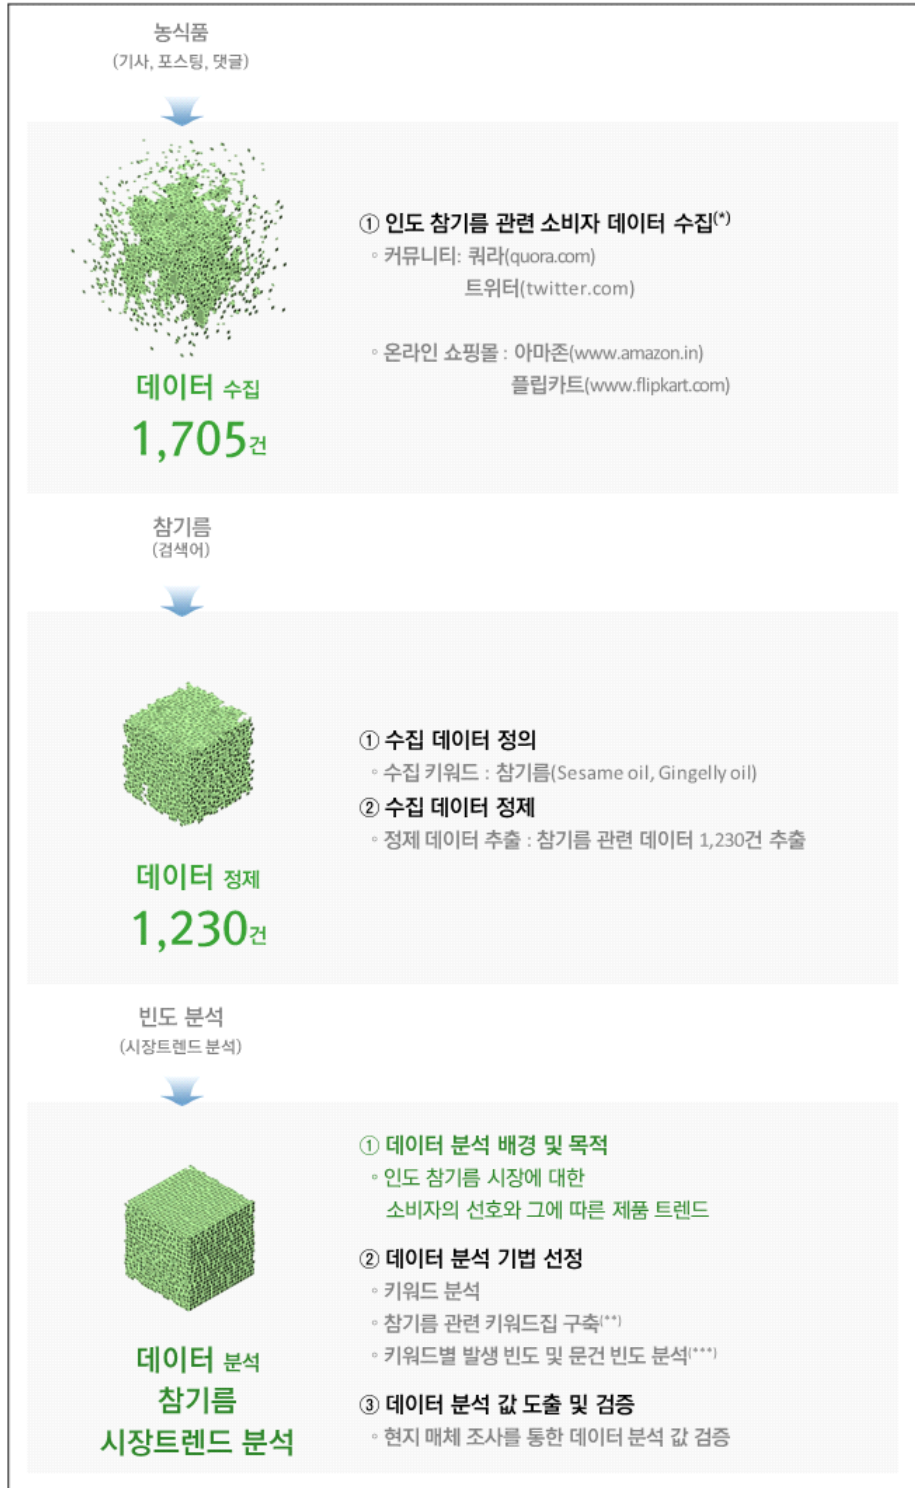 농식품
(기사, 포스팅, 댓글)
① 인도 참기름 관련 소비자 데이터 수집(*)
◦ 커뮤니티: 쿼라(quora.com)
트위터(twitter.com)
◦ 온라인 쇼핑몰 : 아마존(www.amazon.in)
플립카트(www.flipkart.com)
데이터 수집
1,705건
참기름
(검색어)
① 수집 데이터 정의
◦ 수집 키워드 : 참기름(Sesame oil, Gingelly oil)
② 수집 데이터 정제
◦ 정제 데이터 추출 : 참기름 관련 데이터 1,230건 추출
데이터 정제
1,230건
빈도 분석
(시장트렌드 분석)
① 데이터 분석 배경 및 목적
◦ 인도 참기름 시장에 대한
소비자의 선호와 그에 따른 제품 트렌드
② 데이터 분석 기법 선정
◦ 키워드 분석
◦ 참기름 관련 키워드집 구축(**)
◦ 키워드별 발생 빈도 및 문건 빈도 분석(***)
③ 데이터 분석 값 도출 및 검증
◦ 현지 매체 조사를 통한 데이터 분석 값 검증
데이터 분석
참기름
시장트렌드 분석